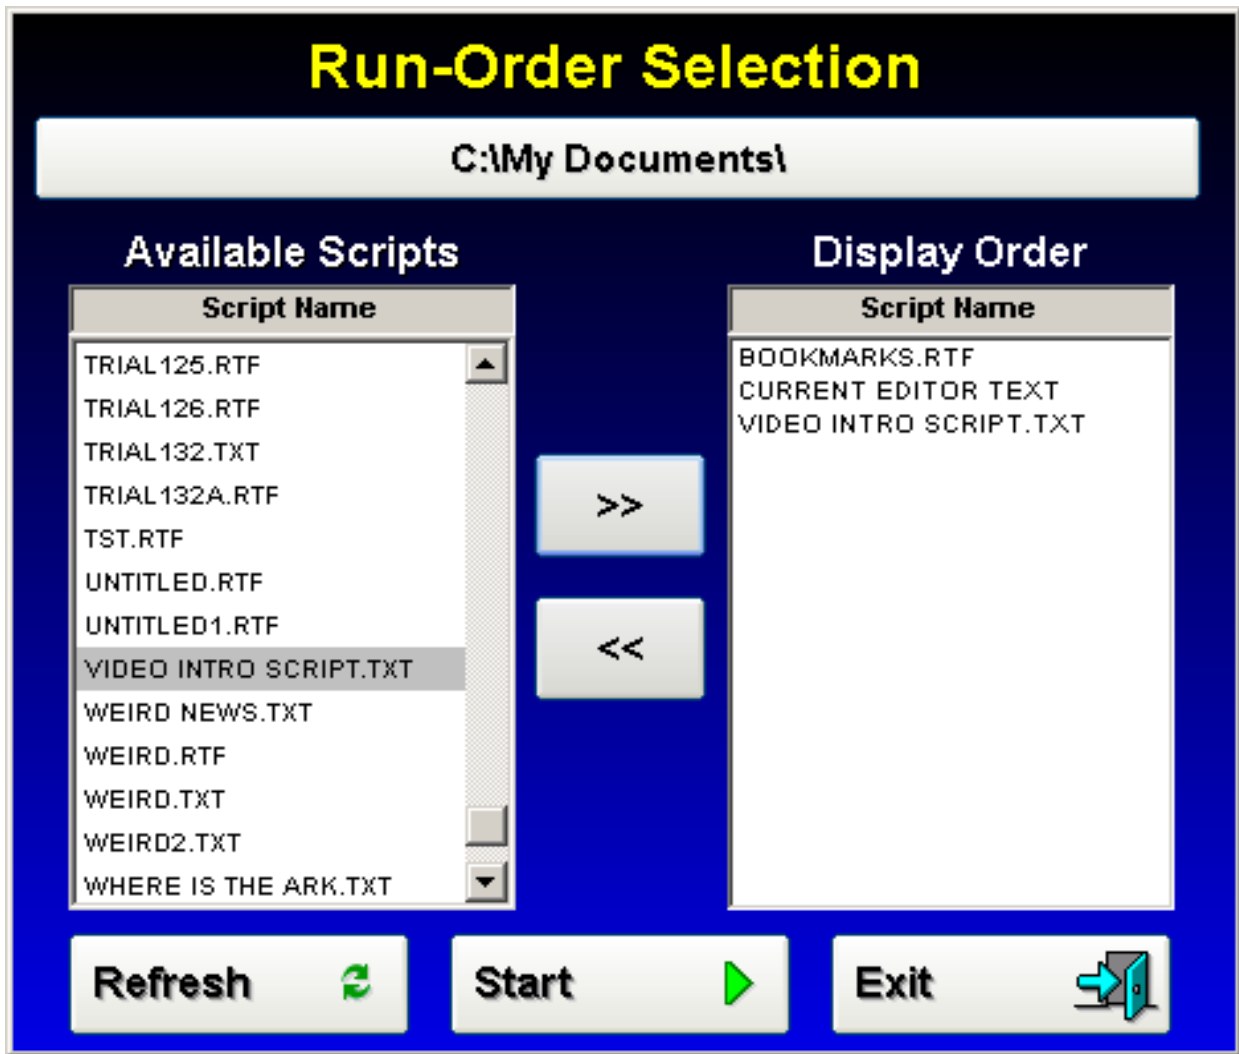 Run-Order Selection
C:\My Documents\
Available Scripts
Script Name
TRIAL125.RTF
TRIAL126.RTF
TRIAL132.TXT
TRIAL132A.RTF
TST.RTF
UNTITLED.RTF
UNTITLED1.RTF
VIDEO INTRO SCRIPT.TXT
WEIRD NEWS.TXT
WEIRD.RTF
WEIRD.TXT
WEIRD2.TXT
WHERE IS THE ARK.TXT
>>
<<
Display Order
Script Name
BOOKMARKS.RTF
CURRENT EDITOR TEXT
VIDEO INTRO SCRIPT.TXT
Refresh
Start
Exit